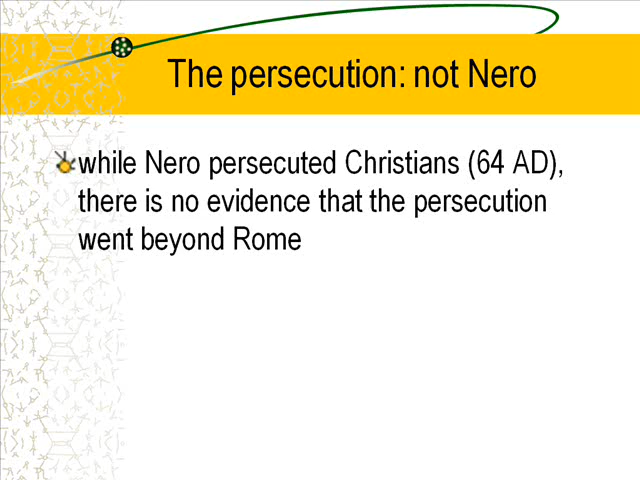 The persecution: not Nero
while Nero persecuted Christians (64 AD),
there is no evidence that the persecution
went beyond Rome